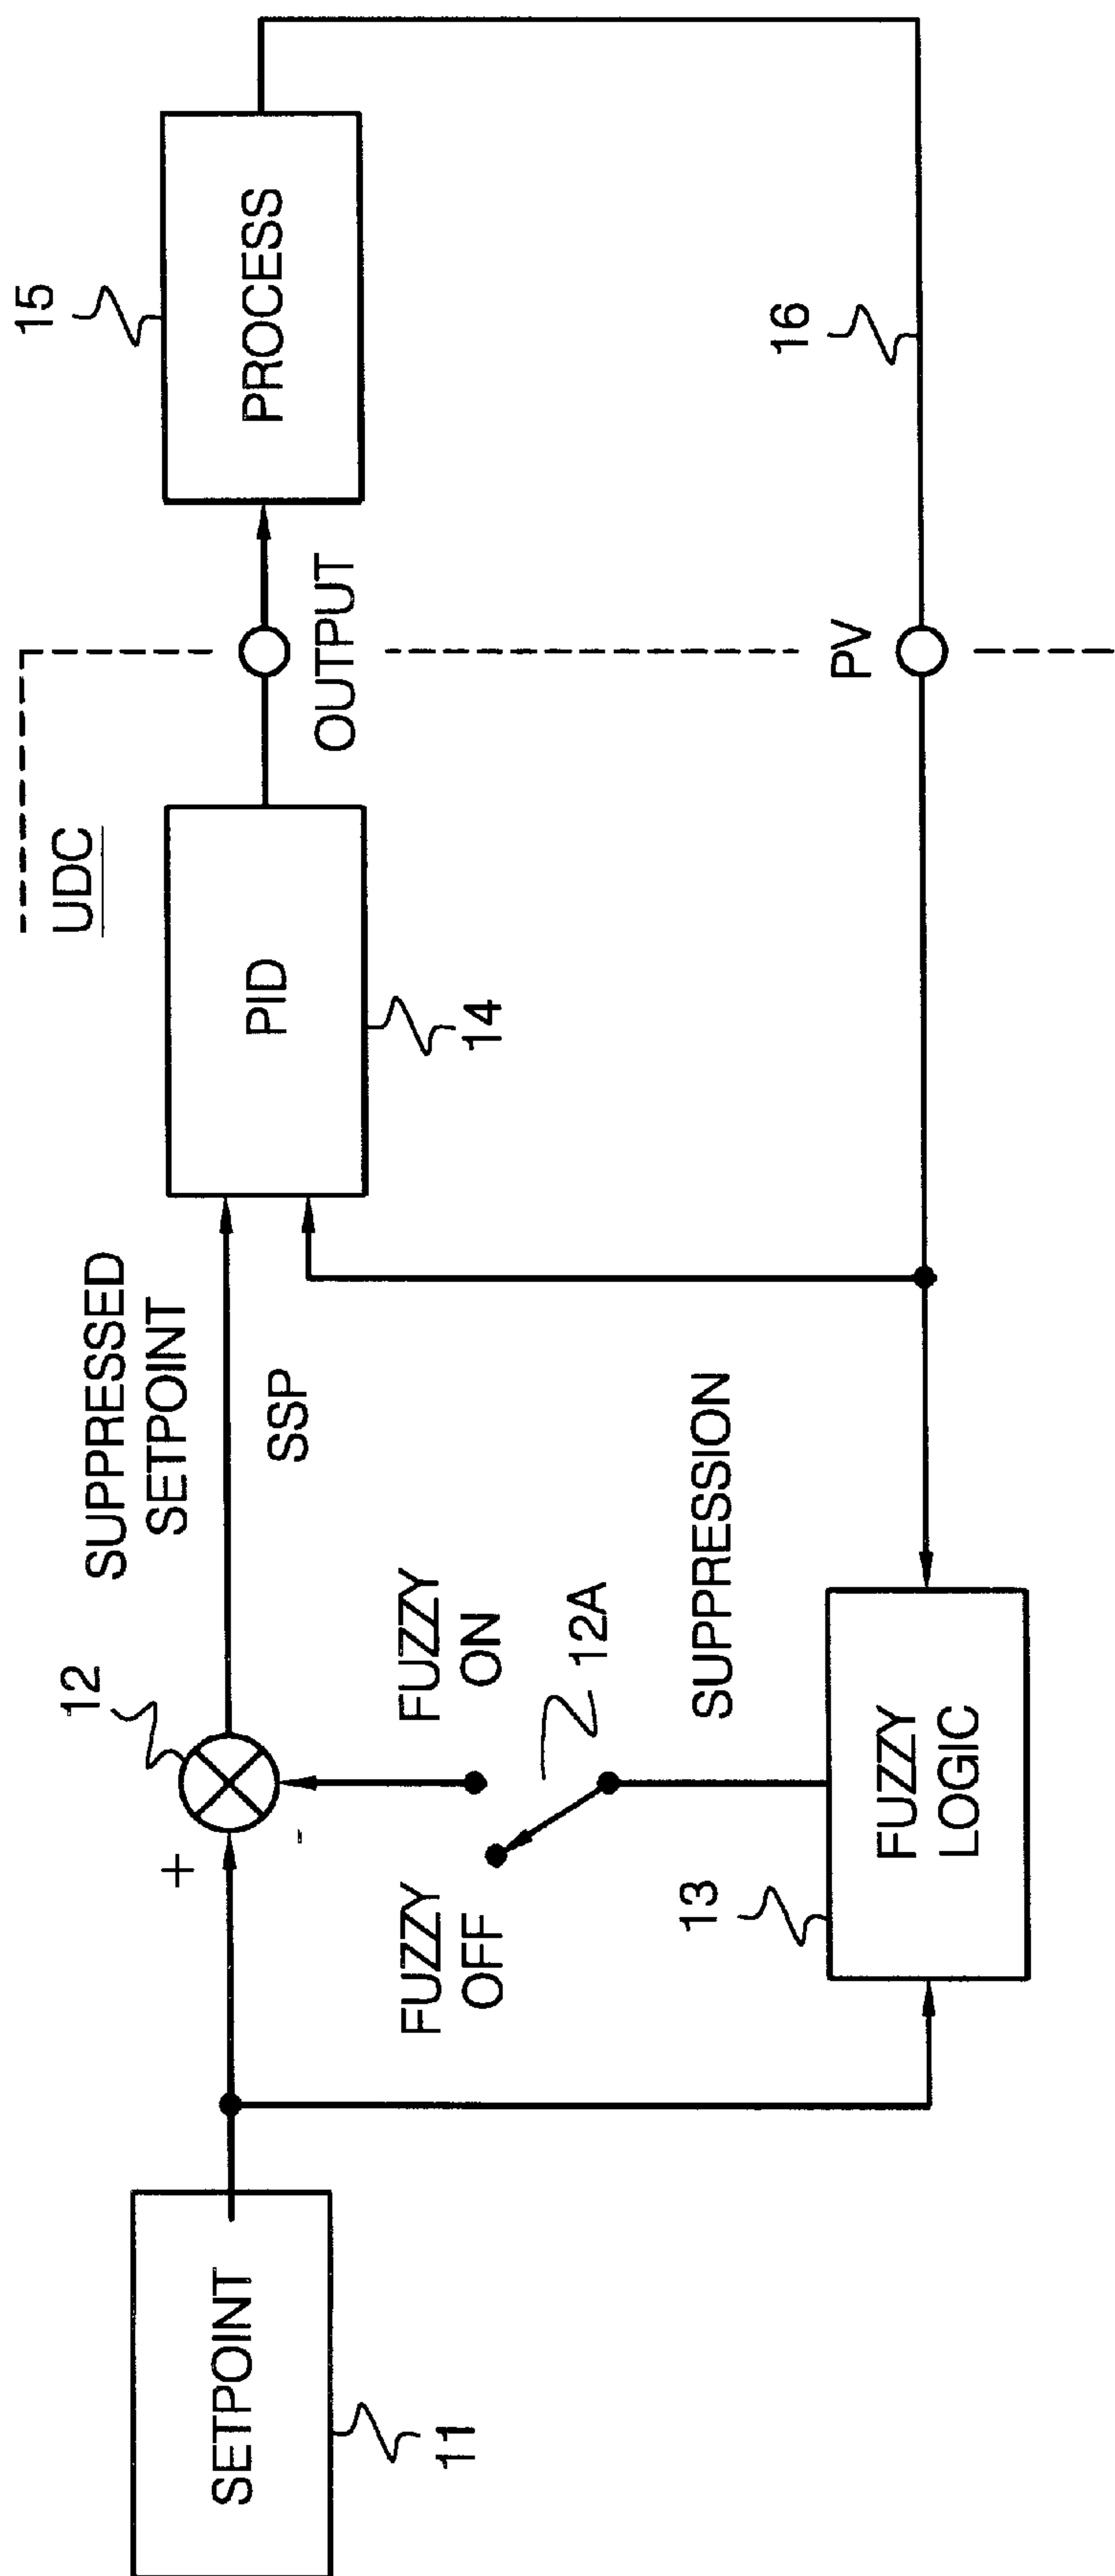 SETPOINT
11
+
-
12
SUPPRESSED
SETPOINT
SSP
FUZZY
OFF
FUZZY
ON
12A
SUPPRESSION
13
FUZZY
LOGIC
PID
14
UDC
OUTPUT
PV
15
PROCESS
16